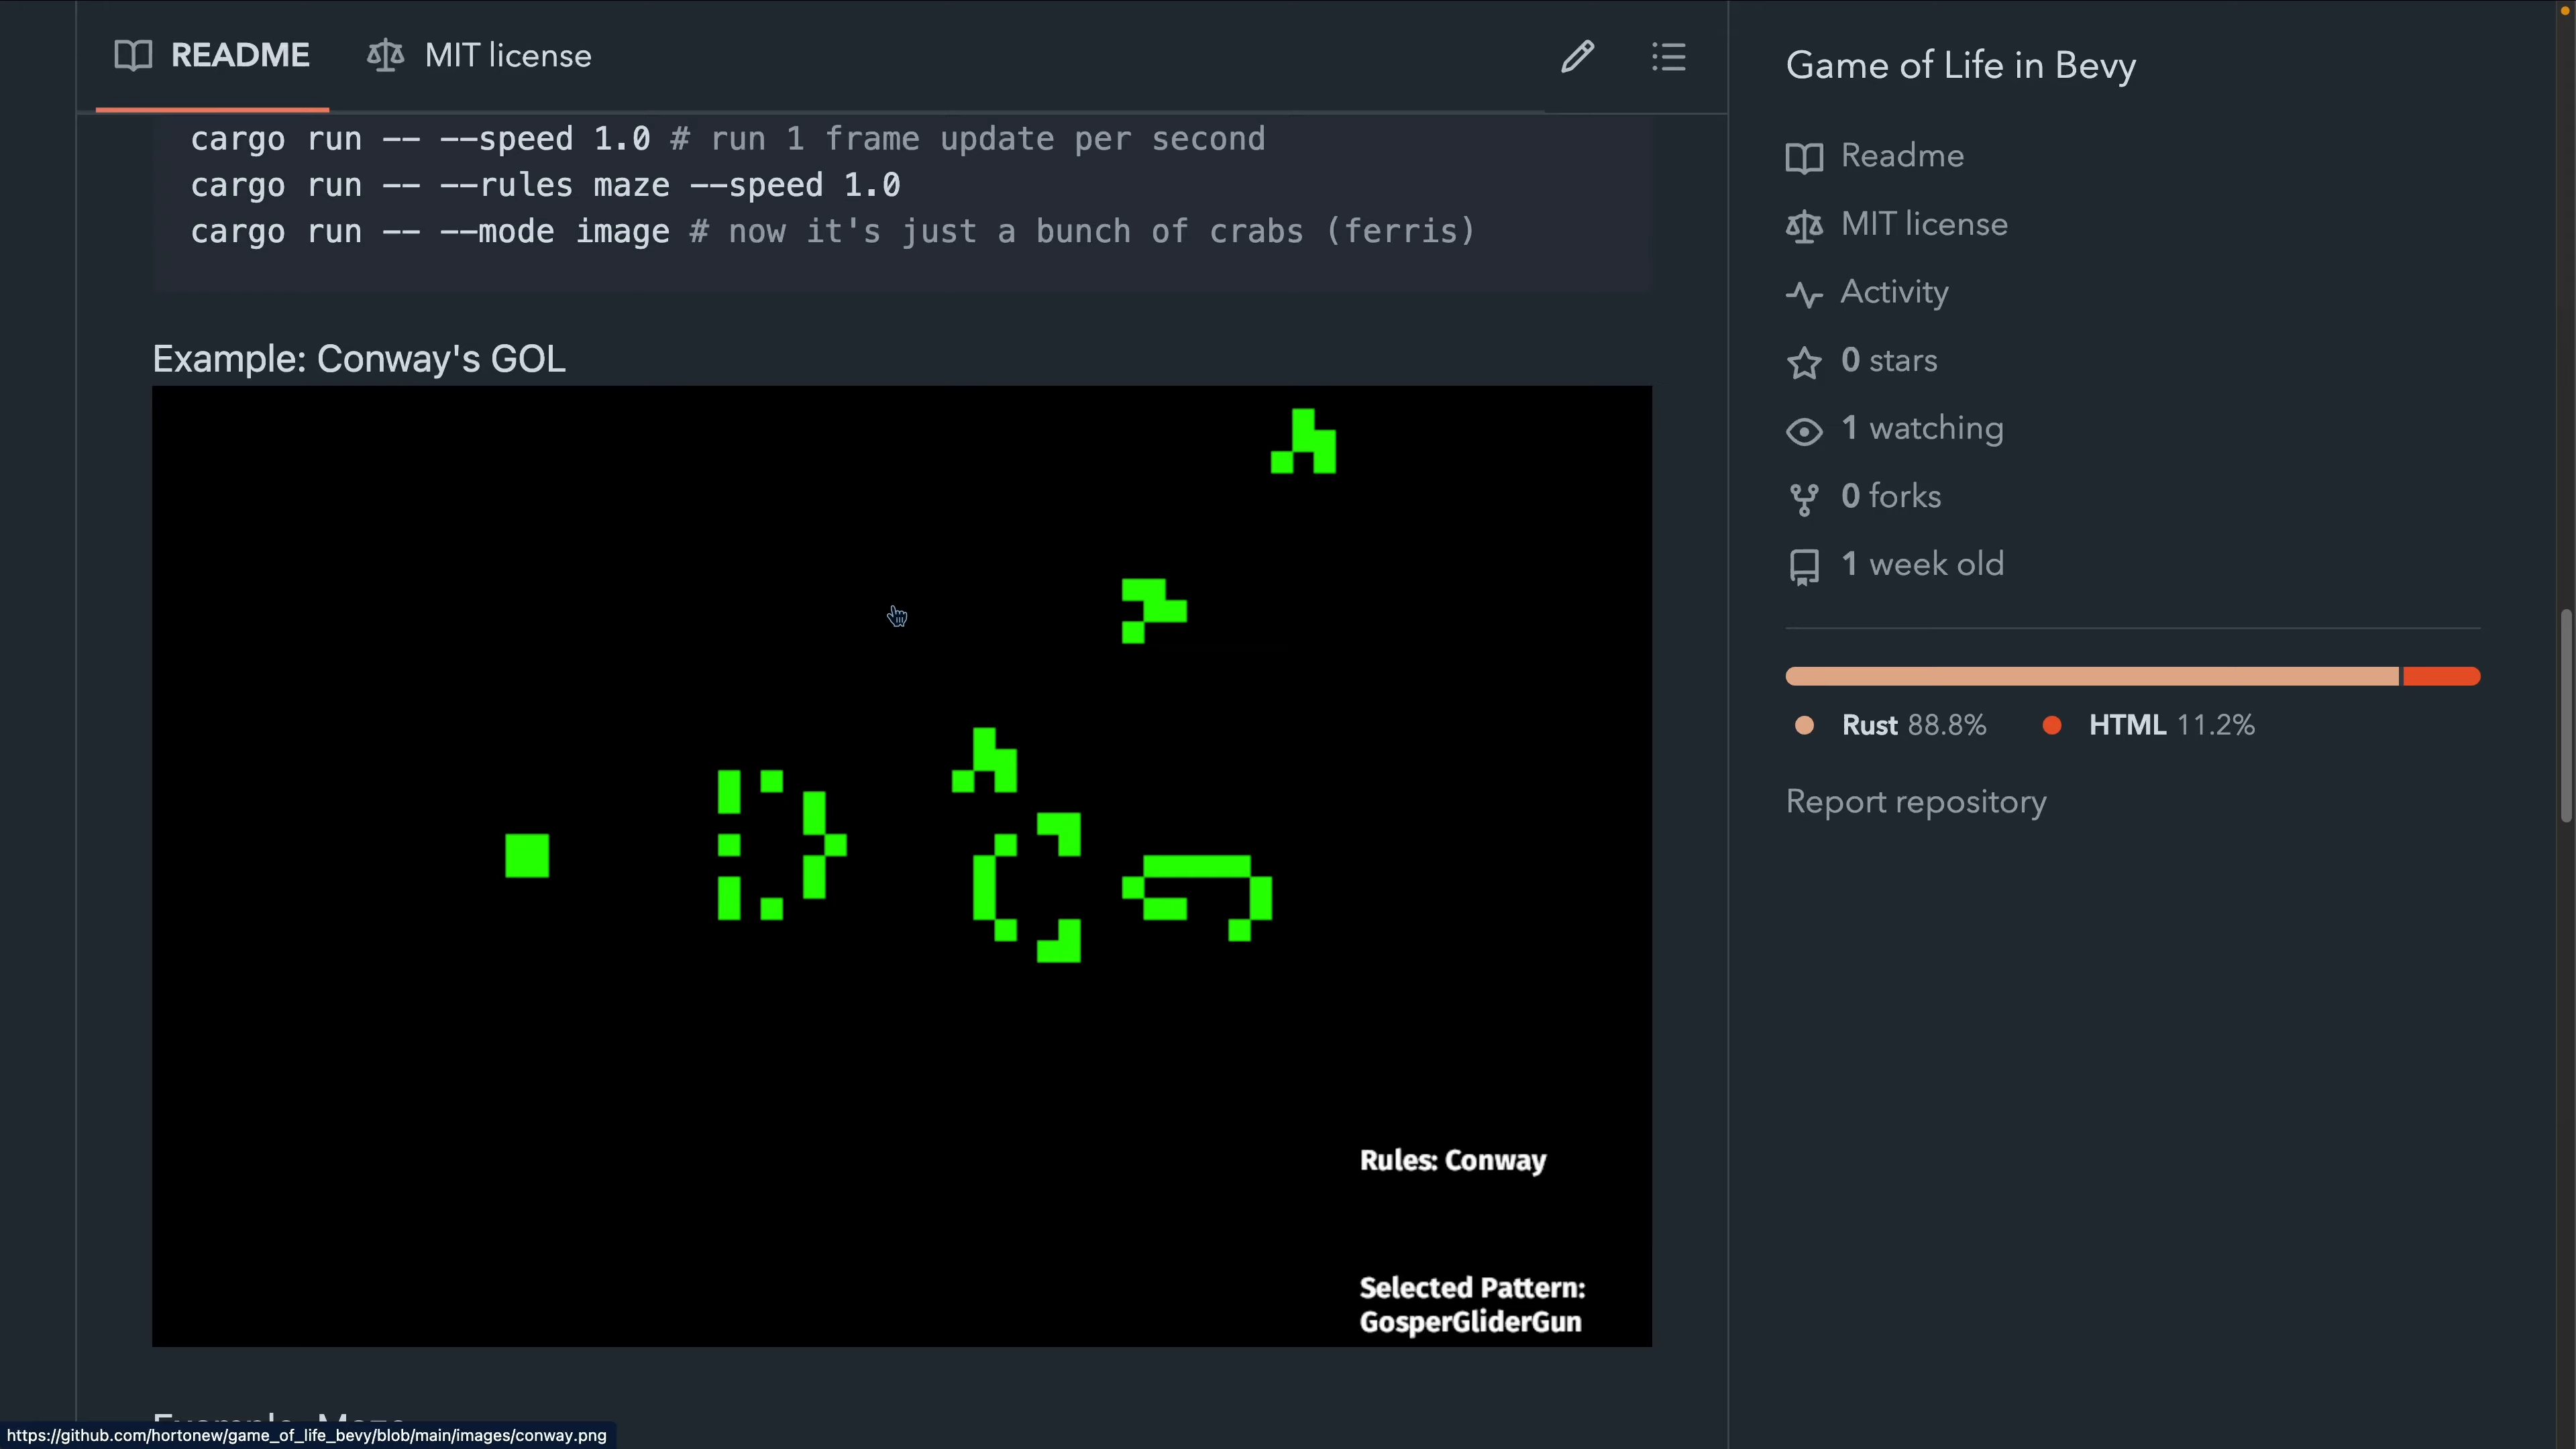 README
MIT license
cargo run -- --speed 1.0 # run 1 frame update per second
cargo run -- --rules maze --speed 1.0
cargo run -- --mode image # now it's just a bunch of crabs (ferris)
Example: Conway's GOL
Rules: Conway
Selected Pattern:
GosperGliderGun
Example: Maze
https://github.com/hortonew/game_of_life_bevy/blob/main/images/conway.png
Game of Life in Bevy
Readme
MIT license
Activity
0 stars
1 watching
0 forks
1 week old
Rust 88.8%
HTML 11.2%
Report repository